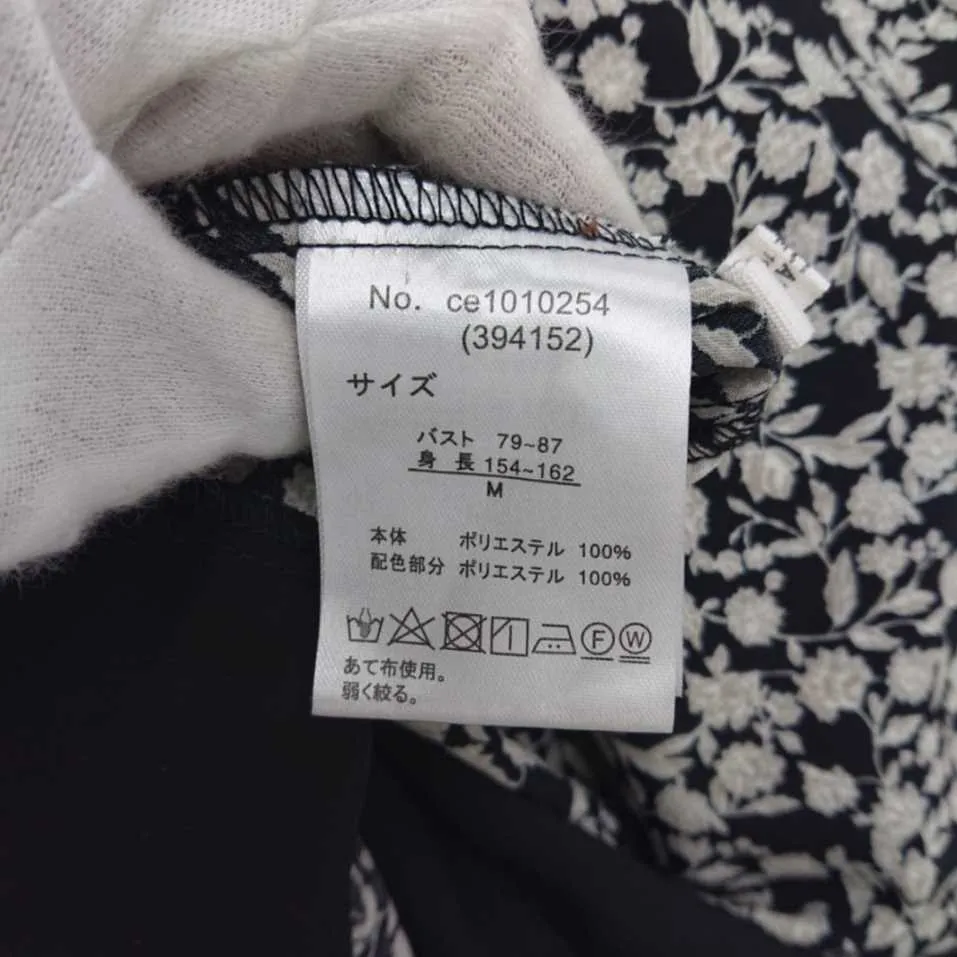 No. ce1010254
(394152)
サイズ
バスト 79~87
身 長 154~162
M
本体 ポリエステル 100%
配色部分 ポリエステル 100%
F W
あて布使用。
弱く絞る。